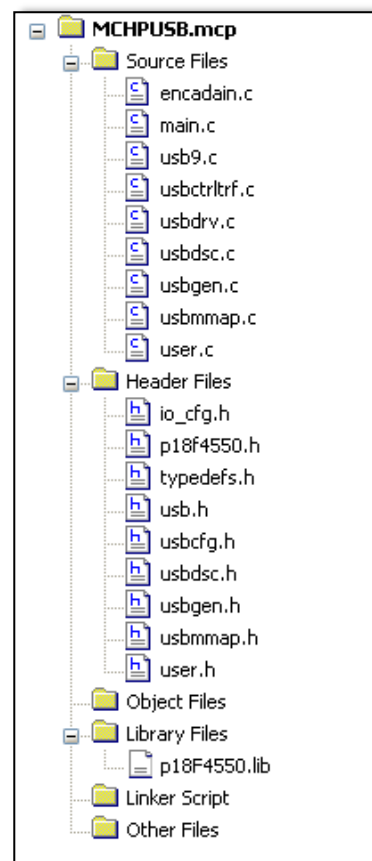 MCHPUSB.mcp
Source Files
encadain.c
main.c
usb9.c
usbctrltrf.c
usbdrv.c
usbdsc.c
usbgen.c
usbmmap.c
user.c
Header Files
io_cfg.h
p18f4550.h
typedefs.h
usb.h
usbcfg.h
usbdsc.h
usbgen.h
usbmmap.h
user.h
Object Files
Library Files
p18F4550.lib
Linker Script
Other Files